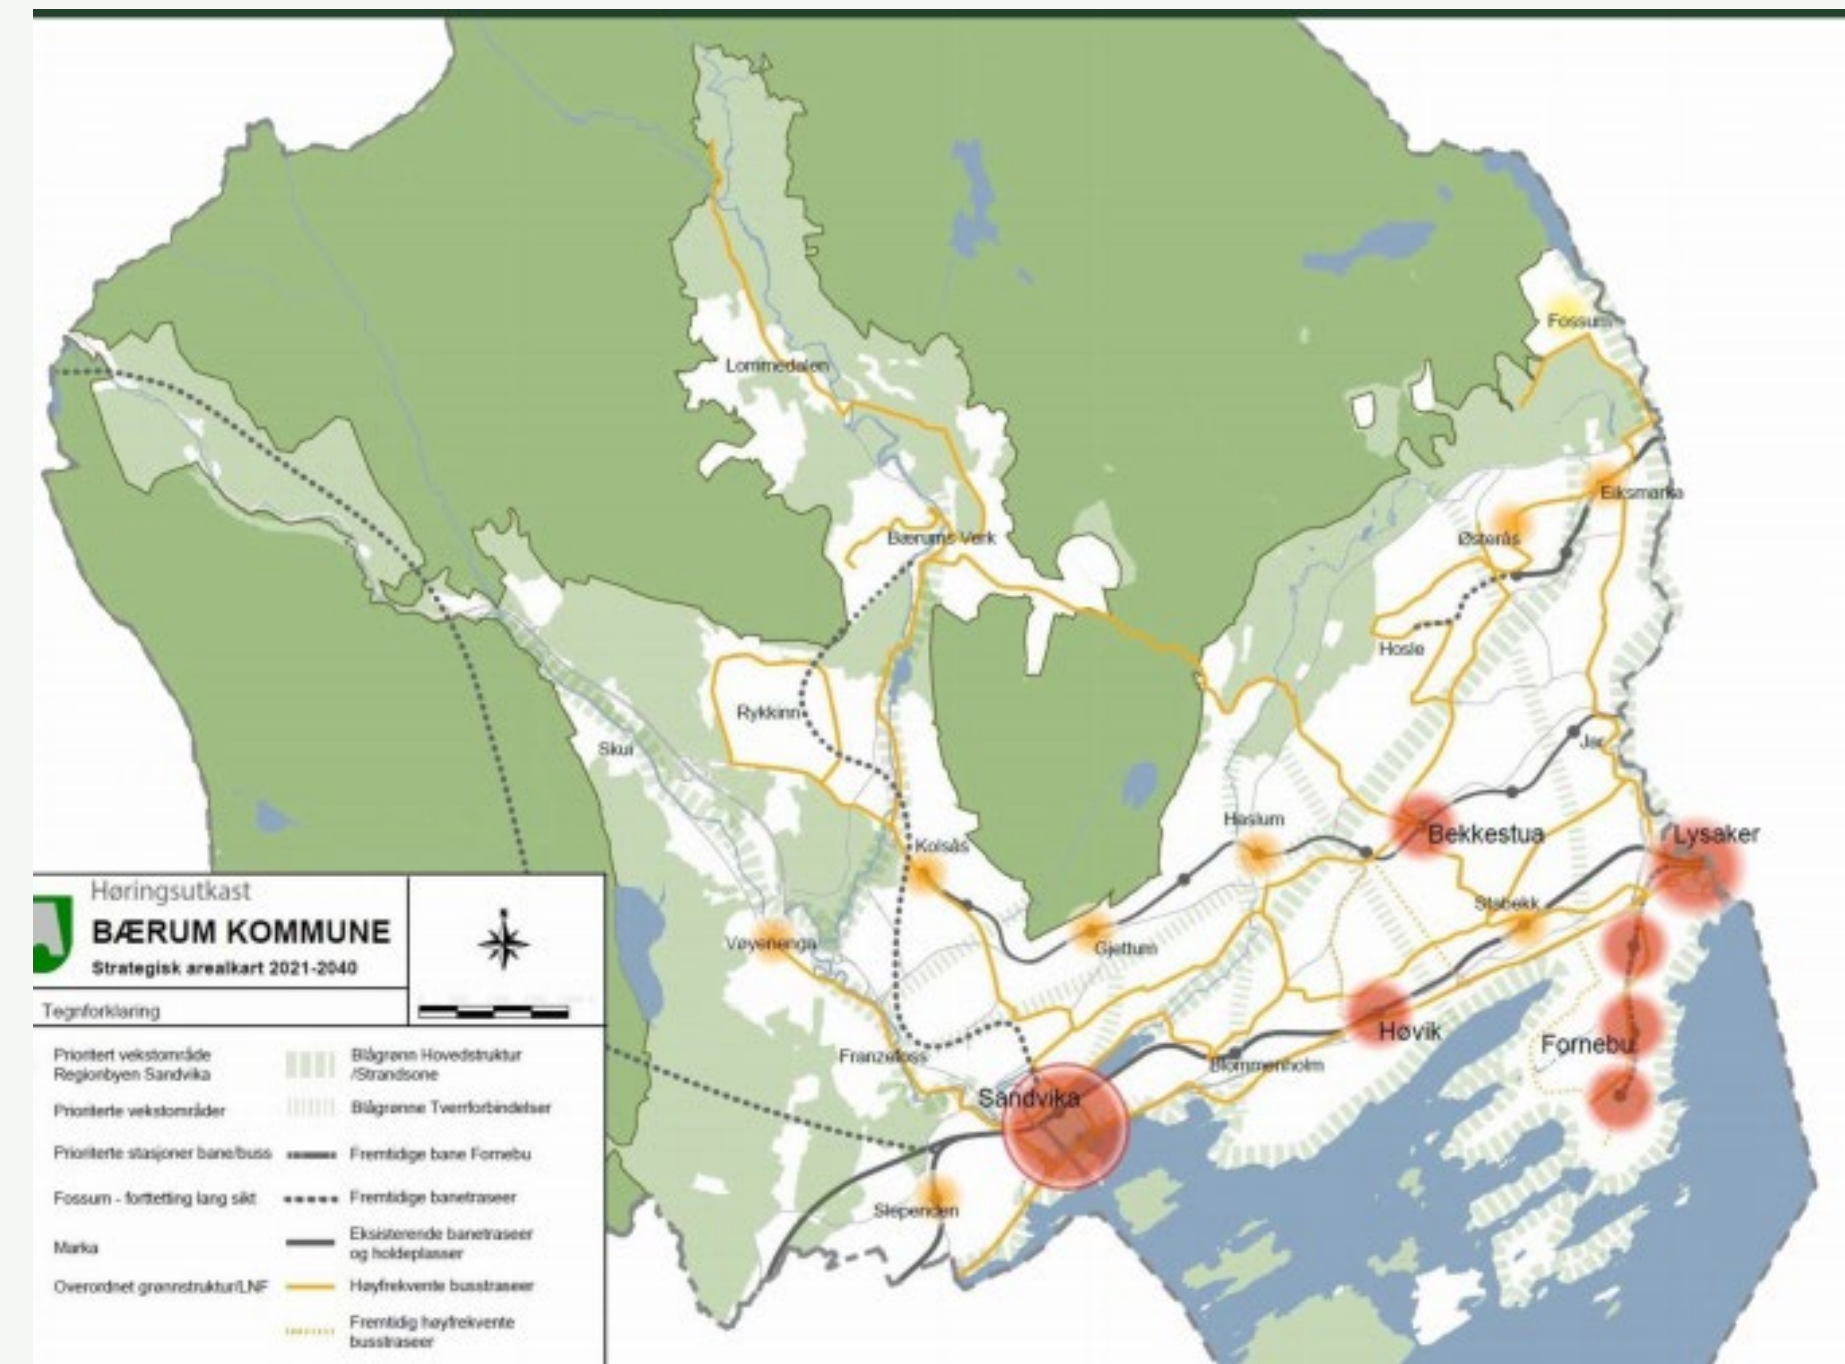 Fossum
Lommedalen
Eiksmarka
Bærums Verk
Østerås
Hosle
Rykkinn
Skui
Jar
Haslum
Bekkestua
Lysaker
Kolsås
Stabekk
Vøyenenga
Gjettum
Høvik
Fornebu
Franzefoss
Blommenholm
Sandvika
Slependen
Høringsutkast
BÆRUM KOMMUNE
Strategisk arealkart 2021-2040
Tegnforklaring
Prioritert vekstområde
Regionbyen Sandvika
Prioriterte vekstområder
Prioriterte stasjoner bane/buss
Fossum - forttetting lang sikt
Marka
Overordnet grønnstruktur/LNF
Blågrønn Hovedstruktur
/Strandsone
Blågrønne Tverrforbindelser
Fremtidige bane Fornebu
Fremtidige banetraseer
Eksisterende banetraseer
og holdeplasser
Høyfrekvente busstraseer
Fremtidig høyfrekvente
busstraseer